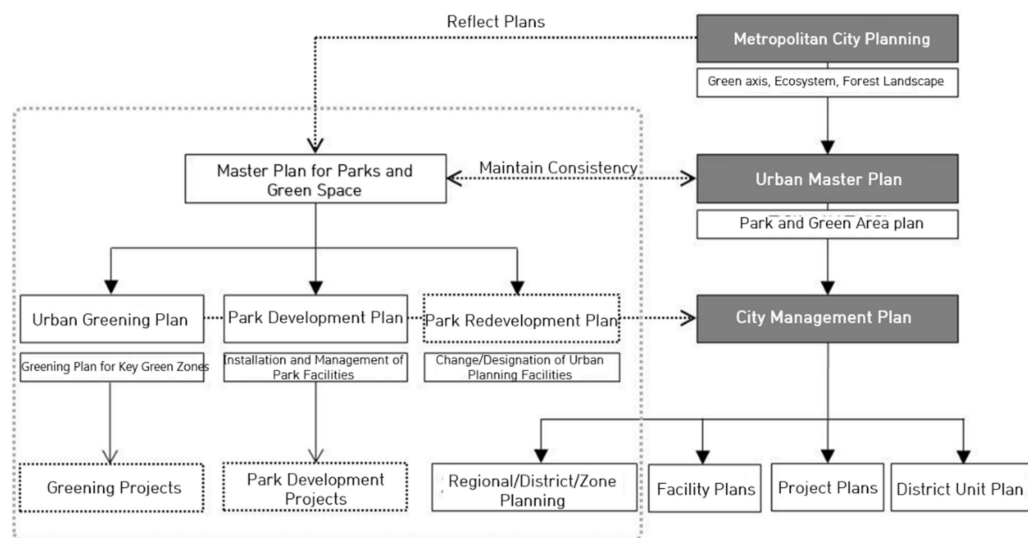 Reflect Plans
Metropolitan City Planning
Green axis, Ecosystem, Forest Landscape
Master Plan for Parks and
Green Space
Maintain Consistency
Urban Master Plan
Park and Green Area plan
Urban Greening Plan
Park Development Plan
Park Redevelopment Plan
City Management Plan
Greening Plan for Key Green Zones
Installation and Management of
Park Facilities
Change/Designation of Urban
Planning Facilities
Greening Projects
Park Development
Projects
Regional/District/Zone
Planning
Facility Plans
Project Plans
District Unit Plan